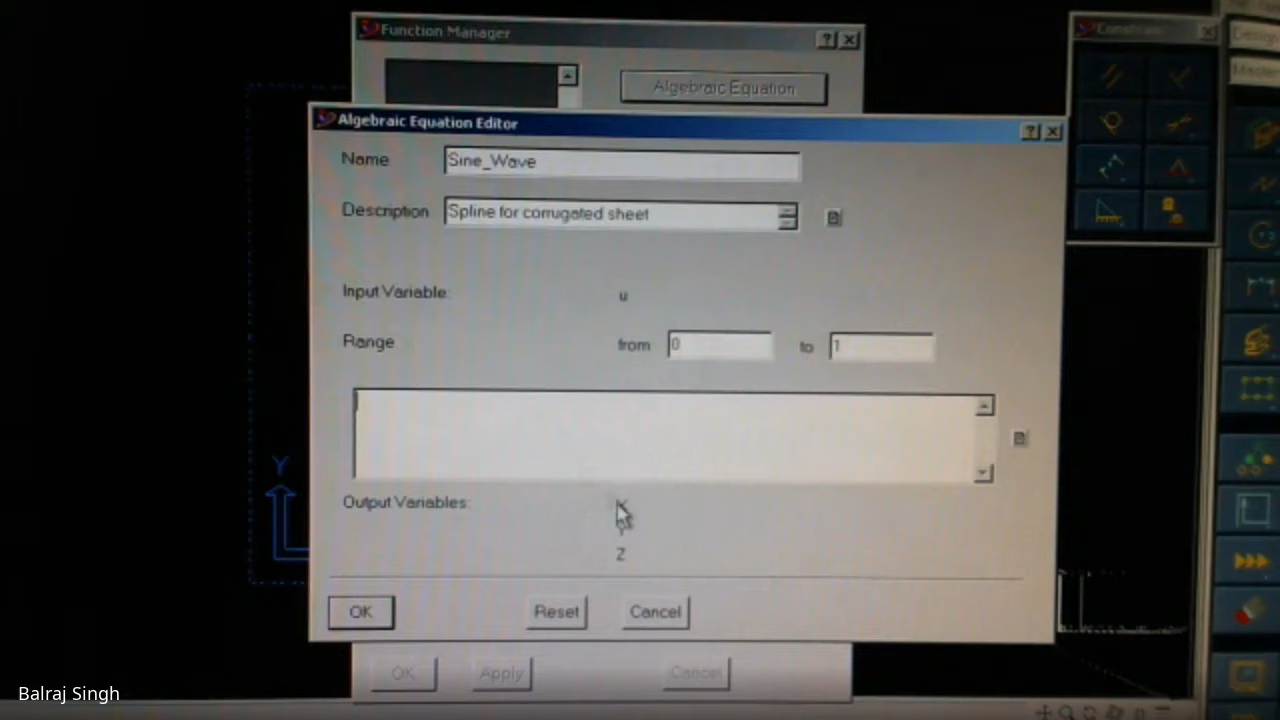 Function Manager
Algebraic Equation
Algebraic Equation Editor
Name
Sine_Wave
Description
Spline for corrugated sheet
Input Variable:
u
Range
from
0
to
1
Output Variables:
X
Y
Z
OK
Reset
Cancel
OK
Apply
Cancel
Y
Balraj Singh